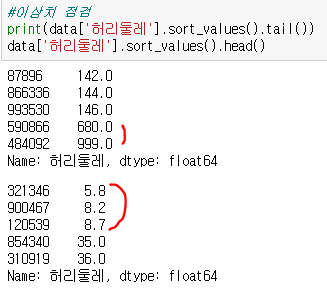 #이상치 점검
print(data['허리둘레'].sort_values().tail())
data['허리둘레'].sort_values().head()
87896 142.0
866336 144.0
993530 146.0
590866 680.0
484092 999.0
Name: 허리둘레, dtype: float64
321346 5.8
900467 8.2
120539 8.7
854340 35.0
310919 36.0
Name: 허리둘레, dtype: float64